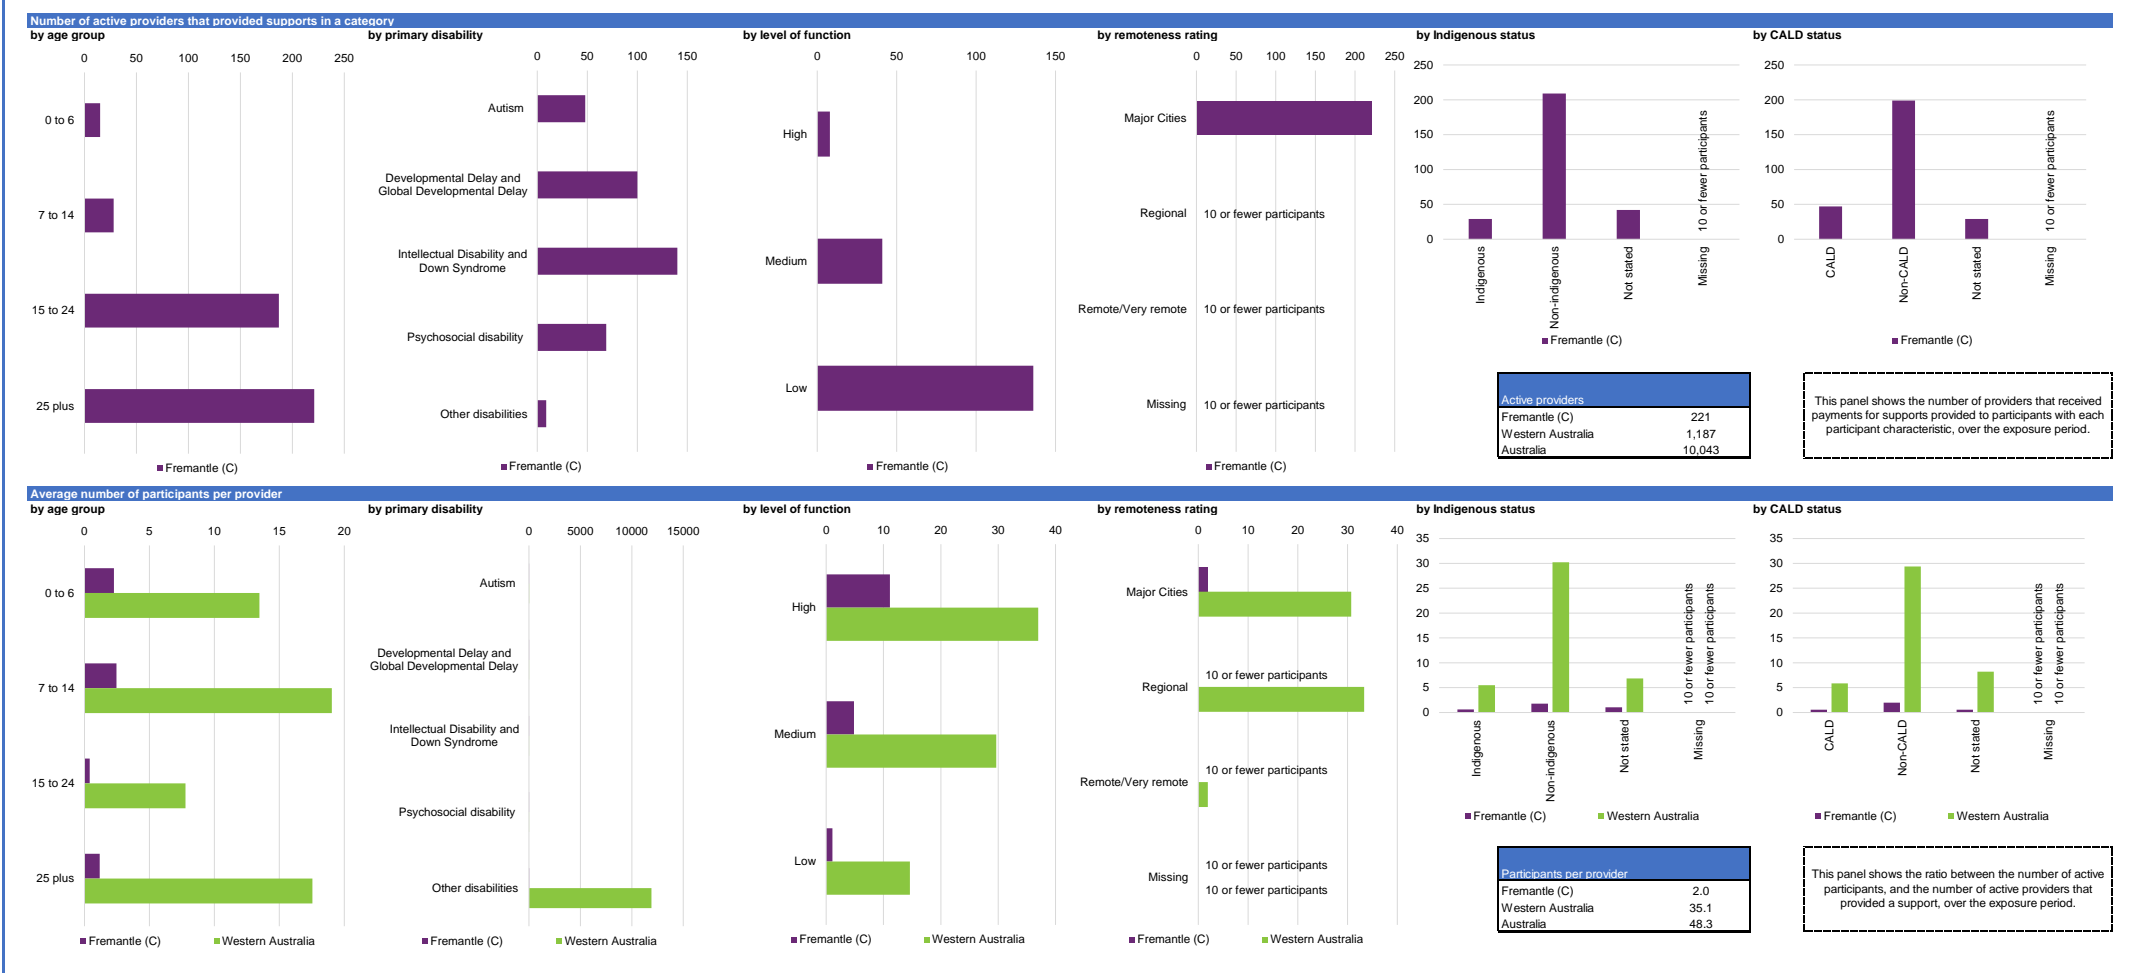 Number of active providers that provided supports in a category
by age group
0 50 100 150 200 250
0 to 6
7 to 14
15 to 24
25 plus
Fremantle (C)
by primary disability
0 50 100 150
Autism
Developmental Delay and
Global Developmental Delay
Intellectual Disability and
Down Syndrome
Psychosocial disability
Other disabilities
Fremantle (C)
by level of function
0 50 100 150
High
Medium
Low
Fremantle (C)
by remoteness rating
0 50 100 150 200 250
Major Cities
Regional 10 or fewer participants
Remote/Very remote 10 or fewer participants
Missing 10 or fewer participants
Fremantle (C)
by Indigenous status
250
200
150
100
50
0
Indigenous
Non-indigenous
Not stated
Missing
10 or fewer participants
Fremantle (C)
by CALD status
250
200
150
100
50
0
CALD
Non-CALD
Not stated
Missing
10 or fewer participants
Fremantle (C)
Active providers
Fremantle (C) 221
Western Australia 1,187
Australia 10,043
This panel shows the number of providers that received
payments for supports provided to participants with each
participant characteristic, over the exposure period.
Average number of participants per provider
by age group
0 5 10 15 20
0 to 6
7 to 14
15 to 24
25 plus
Fremantle (C) Western Australia
by primary disability
0 5000 10000 15000
Autism
Developmental Delay and
Global Developmental Delay
Intellectual Disability and
Down Syndrome
Psychosocial disability
Other disabilities
Fremantle (C) Western Australia
by level of function
0 10 20 30 40
High
Medium
Low
Fremantle (C) Western Australia
by remoteness rating
0 10 20 30 40
Major Cities
10 or fewer participants
Regional
10 or fewer participants
Remote/Very remote
10 or fewer participants
Missing
10 or fewer participants
Fremantle (C) Western Australia
by Indigenous status
35
30
25
20
15
10
5
0
Indigenous
Non-indigenous
Not stated
Missing
10 or fewer participants
10 or fewer participants
Fremantle (C) Western Australia
by CALD status
35
30
25
20
15
10
5
0
CALD
Non-CALD
Not stated
Missing
10 or fewer participants
10 or fewer participants
Fremantle (C) Western Australia
Participants per provider
Fremantle (C) 2.0
Western Australia 35.1
Australia 48.3
This panel shows the ratio between the number of active
participants, and the number of active providers that
provided a support, over the exposure period.